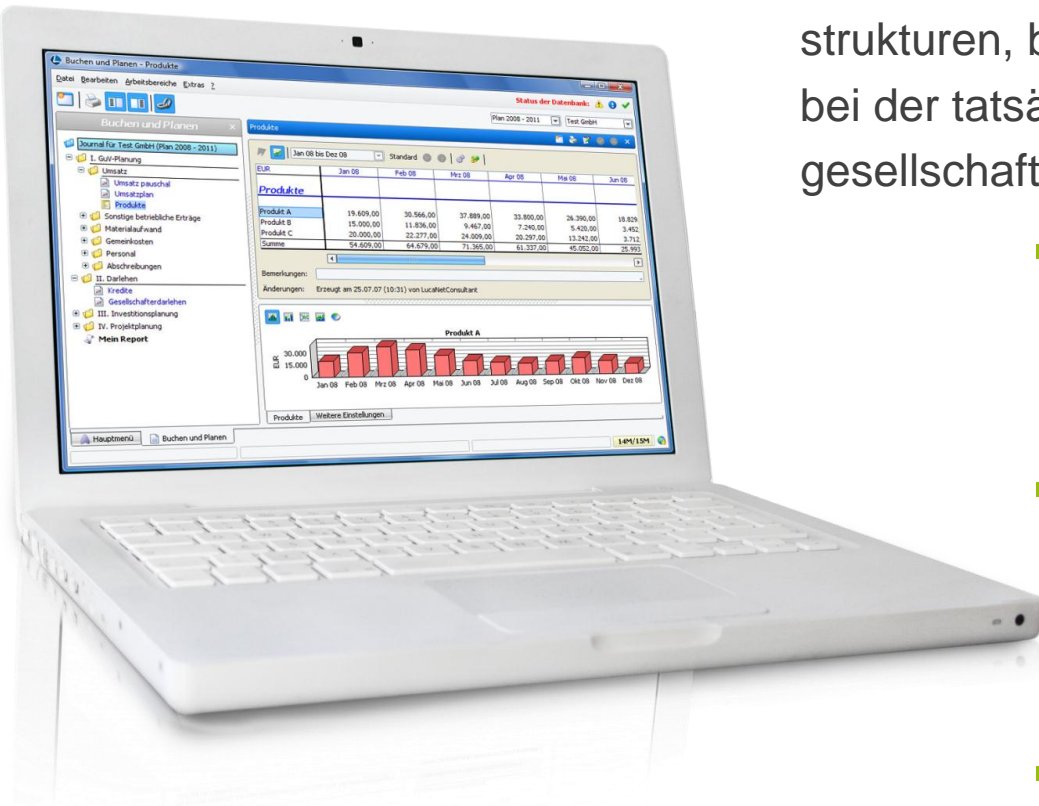 strukturen, b
bei der tatsä
gesellschaft
Buchen und Planen - Produkte
Datei Bearbeiten Arbeitsbereiche Extras ?
Status der Datenbank:
Plan 2008 - 2011 Test GmbH
Buchen und Planen
Journal für Test GmbH (Plan 2008 - 2011)
I. GuV-Planung
Umsatz
Umsatz pauschal
Umsatzplan
Produkte
Sonstige betriebliche Erträge
Materialaufwand
Gemeinkosten
Personal
Abschreibungen
II. Darlehen
Kredite
Gesellschafterdarlehen
III. Investitionsplanung
IV. Projektplanung
Mein Report
Produkte
Jan 08 bis Dez 08 Standard
EUR Jan 08 Feb 08 Mrz 08 Apr 08 Mai 08 Jun 08
Produkte
Produkt A 19.609,00 30.566,00 37.889,00 33.800,00 26.390,00 18.829
Produkt B 15.000,00 11.836,00 9.467,00 7.240,00 5.420,00 3.452
Produkt C 20.000,00 22.277,00 24.009,00 20.297,00 13.242,00 3.712
Summe 54.609,00 64.679,00 71.365,00 61.337,00 45.052,00 25.993
Bemerkungen:
Änderungen: Erzeugt am 25.07.07 (10:31) von LucaNetConsultant
Produkt A
EUR
30.000
15.000
0
Jan 08 Feb 08 Mrz 08 Apr 08 Mai 08 Jun 08 Jul 08 Aug 08 Sep 08 Okt 08 Nov 08 Dez 08
Produkte Weitere Einstellungen
Hauptmenü Buchen und Planen
14M/15M